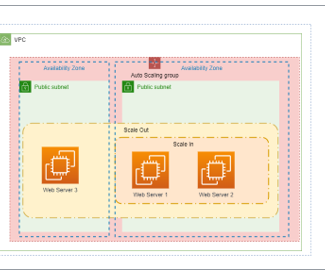 VPC
Availability Zone
Availability Zone
Auto Scaling group
Public subnet
Public subnet
Scale Out
Scale In
Web Server 3
Web Server 1
Web Server 2